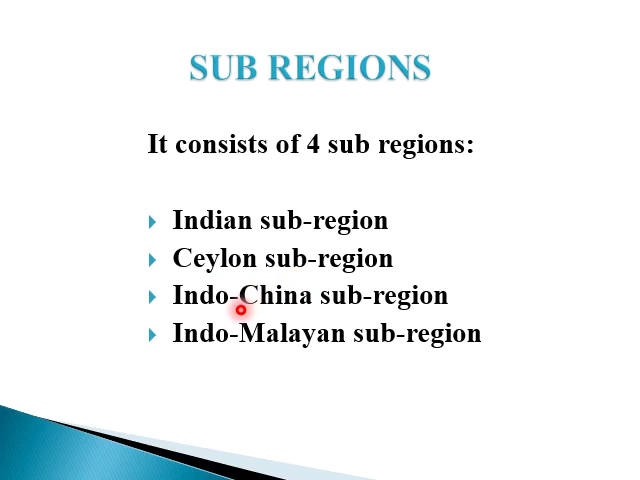 SUB REGIONS
It consists of 4 sub regions:
Indian sub-region
Ceylon sub-region
Indo-China sub-region
Indo-Malayan sub-region